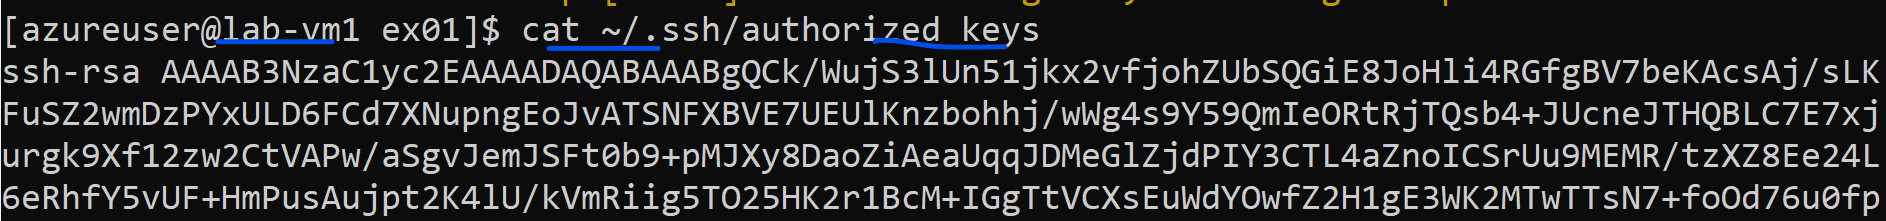 [azureuser@lab-vm1 ex01]$ cat ~/.ssh/authorized_keys
ssh-rsa AAAAB3NzaC1yc2EAAAADAQABAAABgQCk/WujS3lUn51jkx2vfjohZUbSQGiE8JoHli4RGfgBV7beKAcsAj/sLK
FuSZ2wmDzPYxULD6FCd7XNupngEoJvATSNFXBVE7UEUlKnzbohhj/wWg4s9Y59QmIeORtRjTQsb4+JUcneJTHQBLC7E7xj
urgk9Xf12zw2CtVAPw/aSgvJemJSFt0b9+pMJXy8DaoZiAeaUqqJDMeGlZjdPIY3CTL4aZnoICSrUu9MEMR/tzXZ8Ee24L
6eRhfY5vUF+HmPusAujpt2K4lU/kVmRiig5TO25HK2r1BcM+IGgTtVCXsEuWdYOwfZ2H1gE3WK2MTwTTsN7+foOd76u0fp